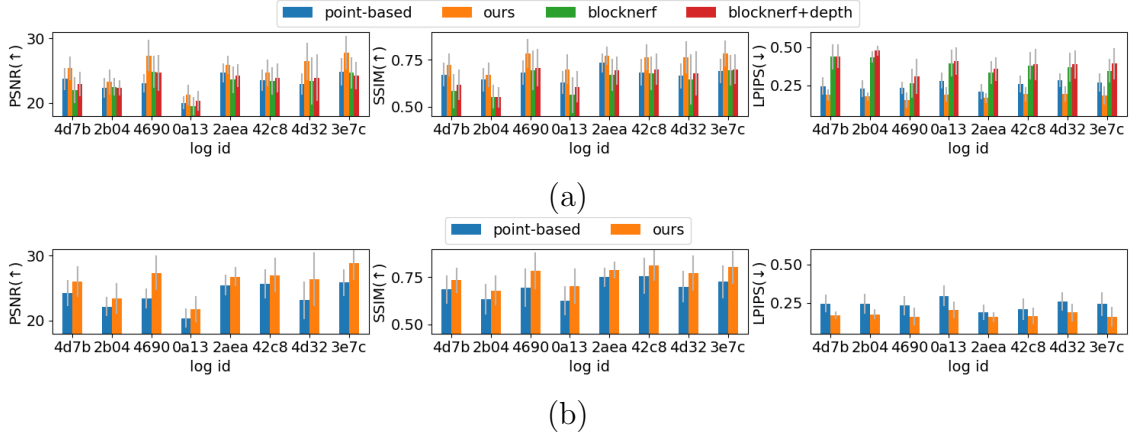 point-based ours blocknerf blocknerf+depth
PSNR(↑) 30 20
4d7b 2b04 4690 0a13 2aea 42c8 4d32 3e7c
log id
SSIM(↑) 0.75 0.50
4d7b 2b04 4690 0a13 2aea 42c8 4d32 3e7c
log id
LPIPS(↓) 0.50 0.25
4d7b 2b04 4690 0a13 2aea 42c8 4d32 3e7c
log id
(a)
point-based ours
PSNR(↑) 30 20
4d7b 2b04 4690 0a13 2aea 42c8 4d32 3e7c
log id
SSIM(↑) 0.75 0.50
4d7b 2b04 4690 0a13 2aea 42c8 4d32 3e7c
log id
LPIPS(↓) 0.50 0.25
4d7b 2b04 4690 0a13 2aea 42c8 4d32 3e7c
log id
(b)